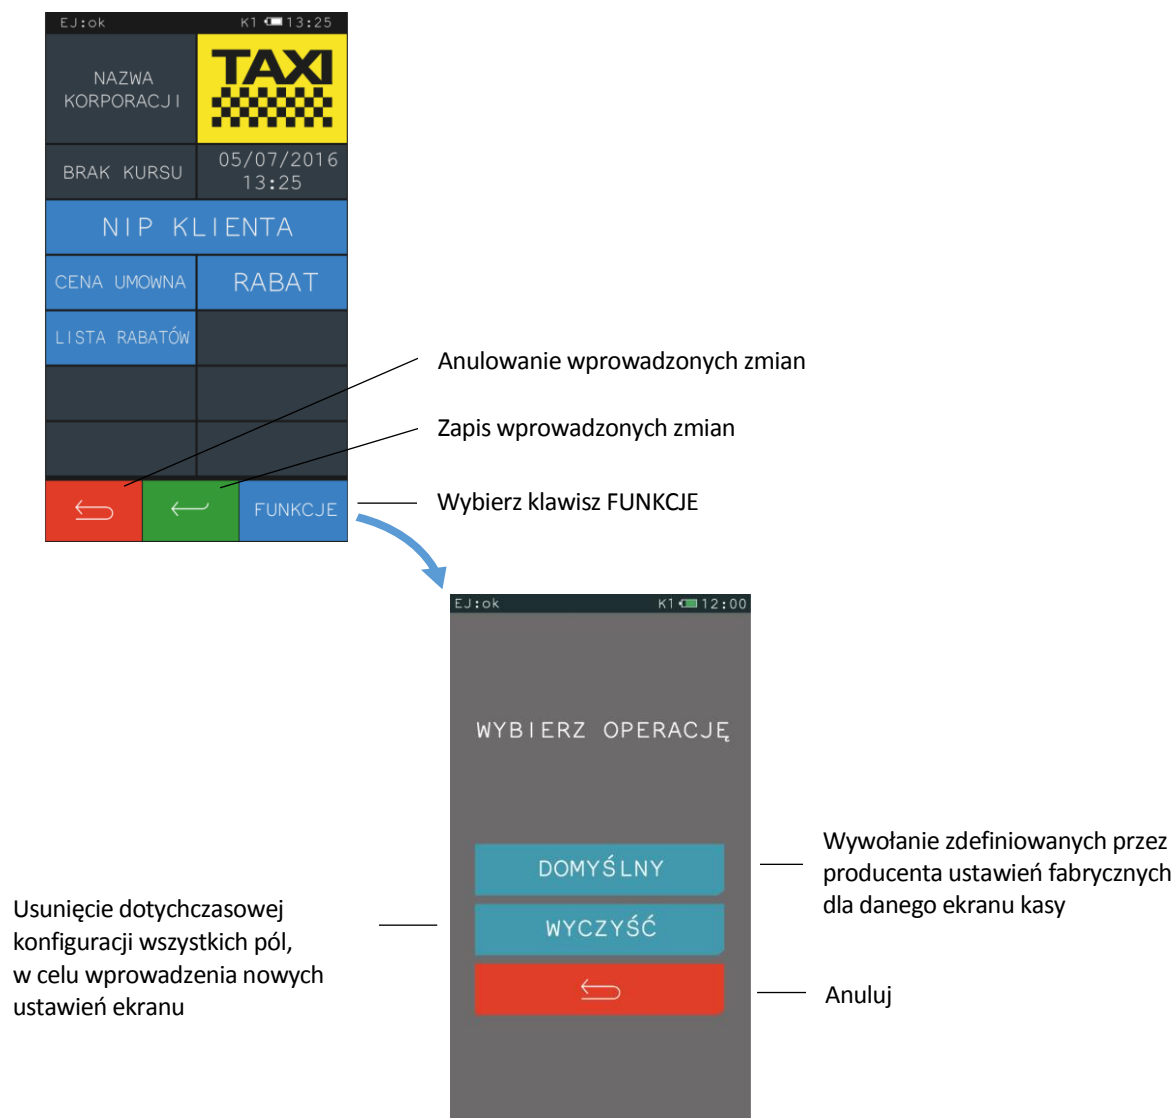 EJ:ok K1 13:25
NAZWA
KORPORACJI
TAXI
BRAK KURSU
05/07/2016
13:25
NIP KLIENTA
CENA UMOWNA
RABAT
LISTA RABATÓW
Anulowanie wprowadzonych zmian
Zapis wprowadzonych zmian
FUNKCJE
Wybierz klawisz FUNKCJE
EJ:ok K1 12:00
WYBIERZ OPERACJĘ
DOMYŚLNY
Wywołanie zdefiniowanych przez
producenta ustawień fabrycznych
dla danego ekranu kasy
WYCZYŚĆ
Usunięcie dotychczasowej
konfiguracji wszystkich pól,
w celu wprowadzenia nowych
ustawień ekranu
Anuluj